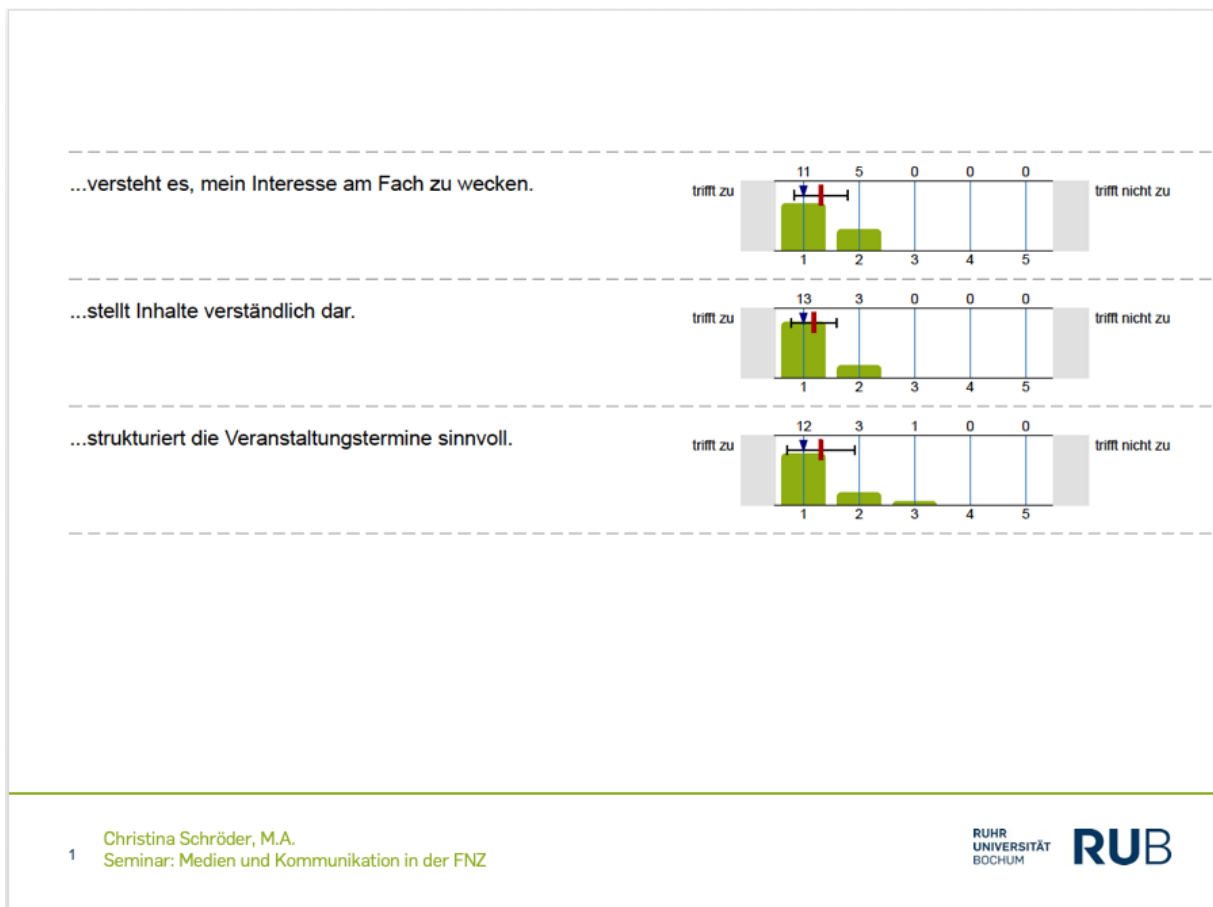 ...versteht es, mein Interesse am Fach zu wecken.
11 5 0 0 0
trifft zu trifft nicht zu
1 2 3 4 5
...stellt Inhalte verständlich dar.
13 3 0 0 0
trifft zu trifft nicht zu
1 2 3 4 5
...strukturiert die Veranstaltungstermine sinnvoll.
12 3 1 0 0
trifft zu trifft nicht zu
1 2 3 4 5
1
Christina Schröder, M.A.
Seminar: Medien und Kommunikation in der FNZ
RUHR
UNIVERSITÄT
BOCHUM
RUB